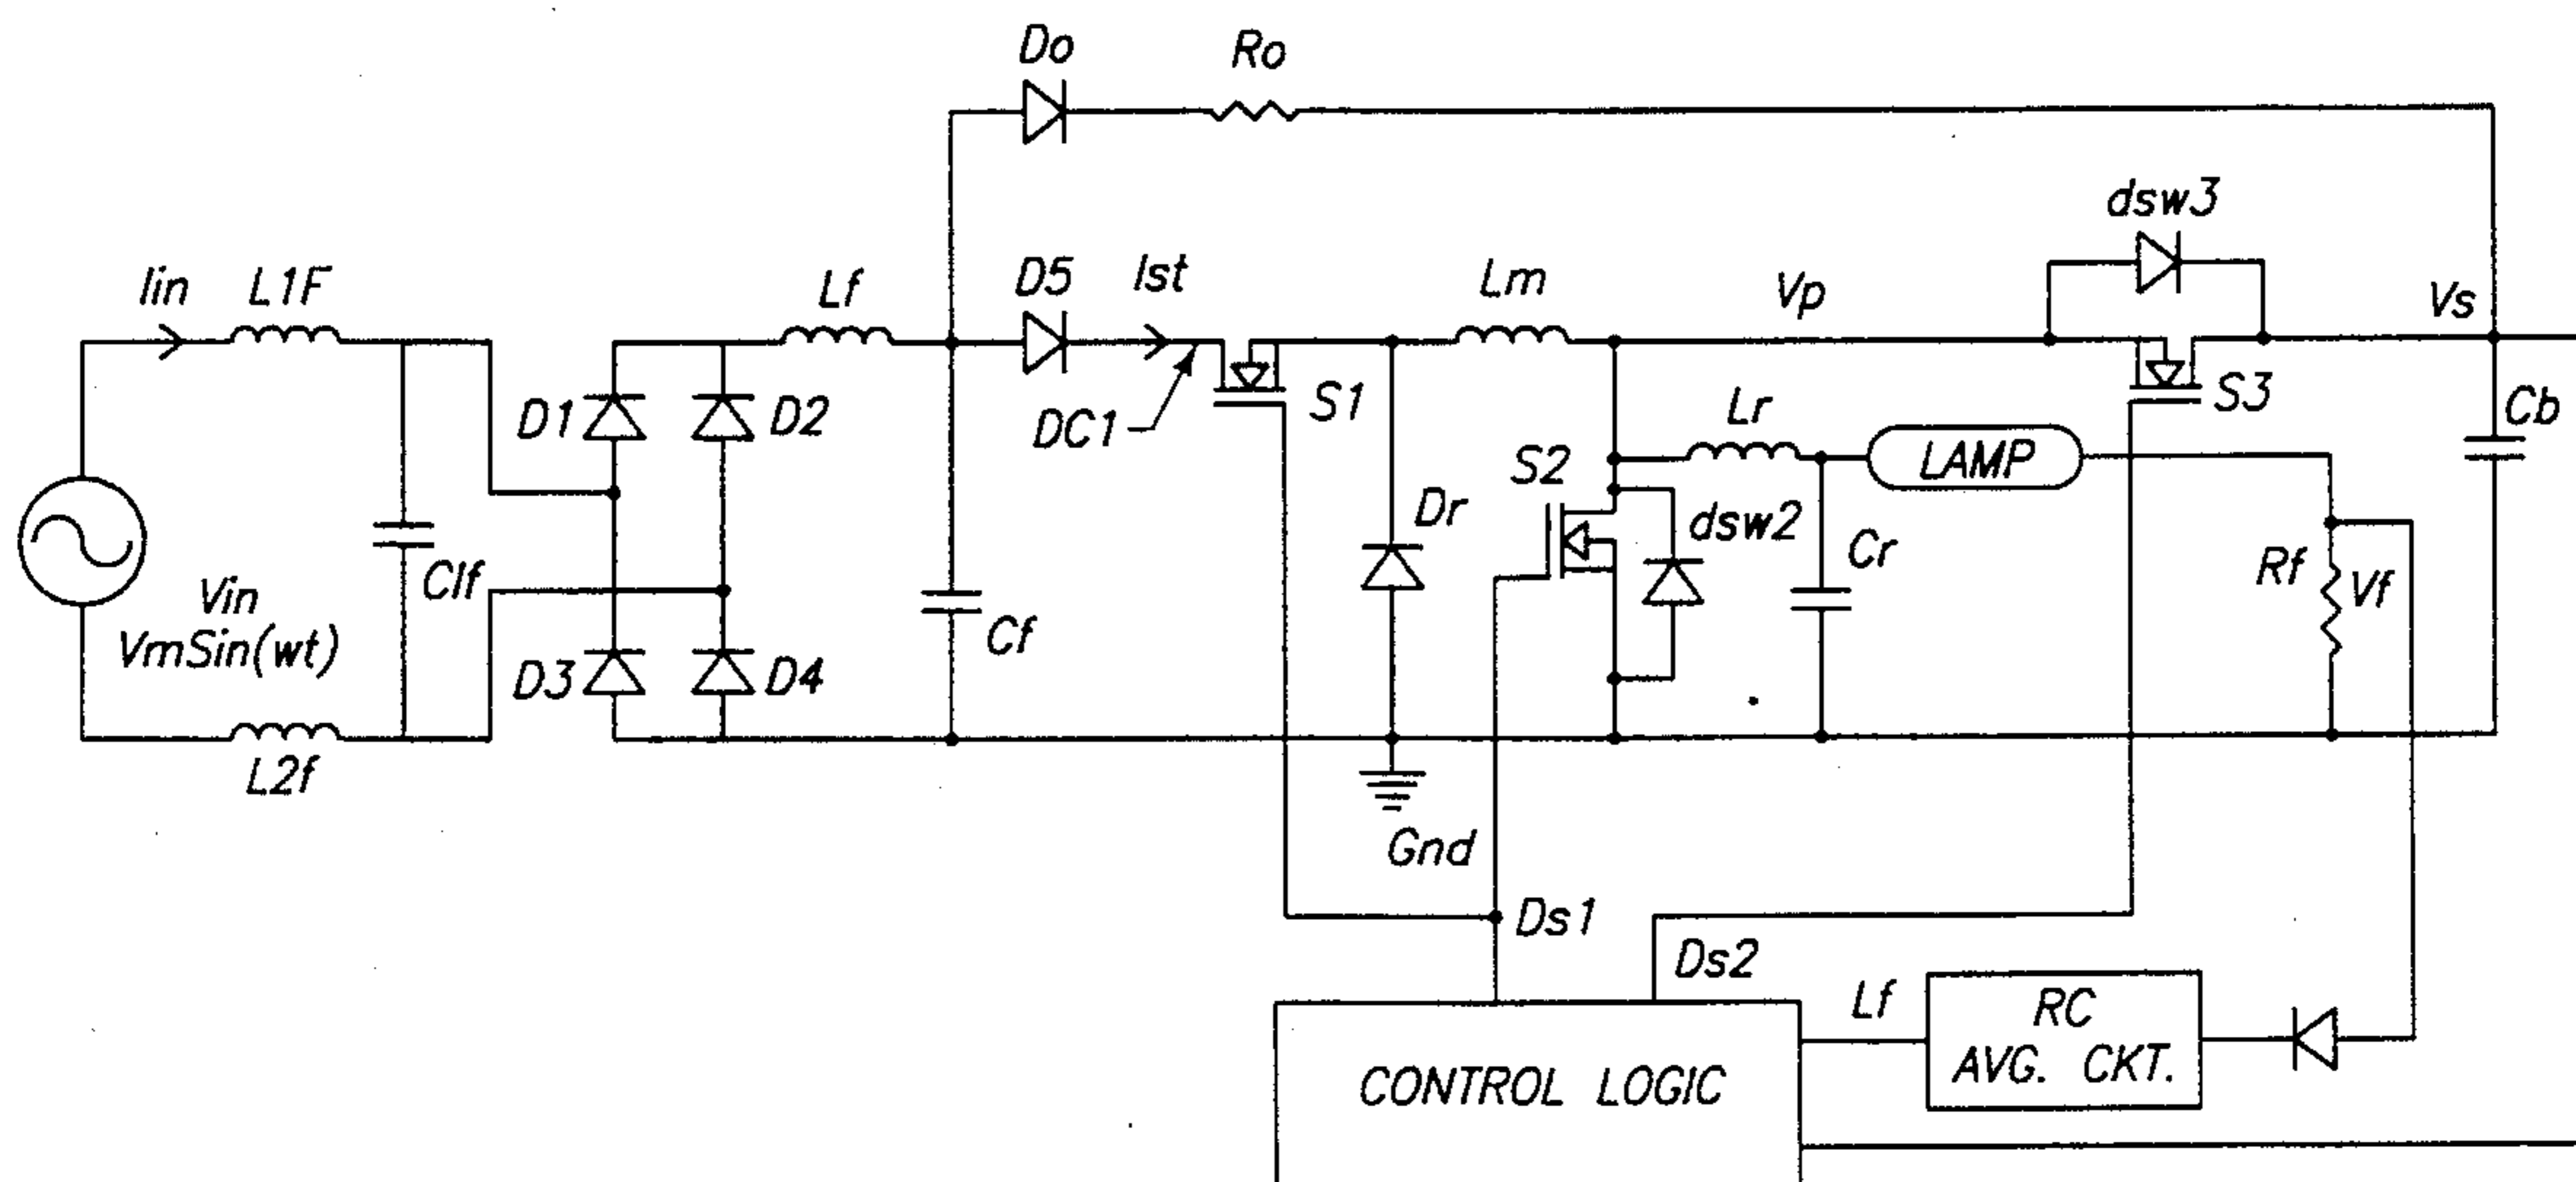 Do
Ro
dsw3
Iin
L1F
Lf
D5
Ist
Lm
Vp
Vs
D1
D2
DC1
S1
S3
Cb
Lr
LAMP
S2
Dr
dsw2
Cr
Rf
Vf
Clf
Vin
VmSin(wt)
Cf
D3
D4
L2f
Gnd
Ds1
Ds2
Lf
RC
AVG. CKT.
CONTROL LOGIC